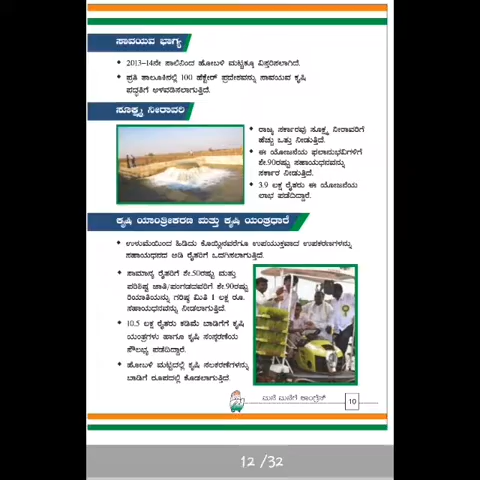 ಸಾವಯವ ಭಾಗ್ಯ
• 2013-14ನೇ ಸಾಲಿನಿಂದ ಹೋಬಳಿ ಮಟ್ಟಕ್ಕೂ ವಿಸ್ತರಿಸಲಾಗಿದೆ.
• ಪ್ರತಿ ತಾಲೂಕಿನಲ್ಲಿ 100 ಹೆಕ್ಟೇರ್ ಪ್ರದೇಶವನ್ನು ಸಾವಯವ ಕೃಷಿ
ಪದ್ಧತಿಗೆ ಅಳವಡಿಸಲಾಗುತ್ತಿದೆ.
ಸೂಕ್ಷ್ಮ ನೀರಾವರಿ
• ರಾಜ್ಯ ಸರ್ಕಾರವು ಸೂಕ್ಷ್ಮ ನೀರಾವರಿಗೆ
ಹೆಚ್ಚು ಒತ್ತು ನೀಡುತ್ತಿದೆ.
• ಈ ಯೋಜನೆಯ ಫಲಾನುಭವಿಗಳಿಗೆ
ಶೇ.90ರಷ್ಟು ಸಹಾಯಧನವನ್ನು
ಸರ್ಕಾರ ನೀಡುತ್ತಿದೆ.
• 3.9 ಲಕ್ಷ ರೈತರು ಈ ಯೋಜನೆಯ
ಲಾಭ ಪಡೆದಿದ್ದಾರೆ.
ಕೃಷಿ ಯಾಂತ್ರೀಕರಣ ಮತ್ತು ಕೃಷಿ ಯಂತ್ರಧಾರೆ
• ಉಳುಮೆಯಿಂದ ಹಿಡಿದು ಕೊಯ್ಲಿನವರೆಗೂ ಉಪಯುಕ್ತವಾದ ಉಪಕರಣಗಳನ್ನು
ಸಹಾಯಧನದ ಅಡಿ ರೈತರಿಗೆ ಒದಗಿಸಲಾಗುತ್ತಿದೆ.
• ಸಾಮಾನ್ಯ ರೈತರಿಗೆ ಶೇ.50ರಷ್ಟು ಮತ್ತು
ಪರಿಶಿಷ್ಟ ಜಾತಿ/ಪಂಗಡದವರಿಗೆ ಶೇ.90ರಷ್ಟು
ರಿಯಾಯಿತಿಯನ್ನು ಗರಿಷ್ಠ ಮಿತಿ 1 ಲಕ್ಷ ರೂ.
ಸಹಾಯಧನವನ್ನು ನೀಡಲಾಗುತ್ತಿದೆ.
• 10.5 ಲಕ್ಷ ರೈತರು ಕಡಿಮೆ ಬಾಡಿಗೆಗೆ ಕೃಷಿ
ಯಂತ್ರಗಳು ಹಾಗೂ ಕೃಷಿ ಸಂಸ್ಕರಣೆಯ
ಸೌಲಭ್ಯ ಪಡೆದಿದ್ದಾರೆ.
• ಹೋಬಳಿ ಮಟ್ಟದಲ್ಲಿ ಕೃಷಿ ಸಲಕರಣೆಗಳನ್ನು
ಬಾಡಿಗೆ ರೂಪದಲ್ಲಿ ಕೊಡಲಾಗುತ್ತಿದೆ.
ಮನೆ ಮನೆಗೆ ಕಾಂಗ್ರೆಸ್ 10
12 /32